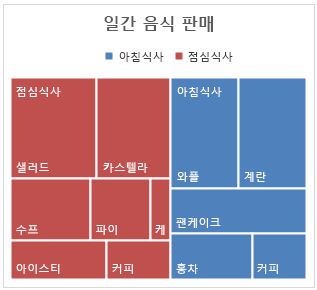 일간 음식 판매
아침식사 점심식사
점심식사
샐러드
카스텔라
수프
파이
케
아이스티
커피
아침식사
와플
계란
팬케이크
홍차
커피